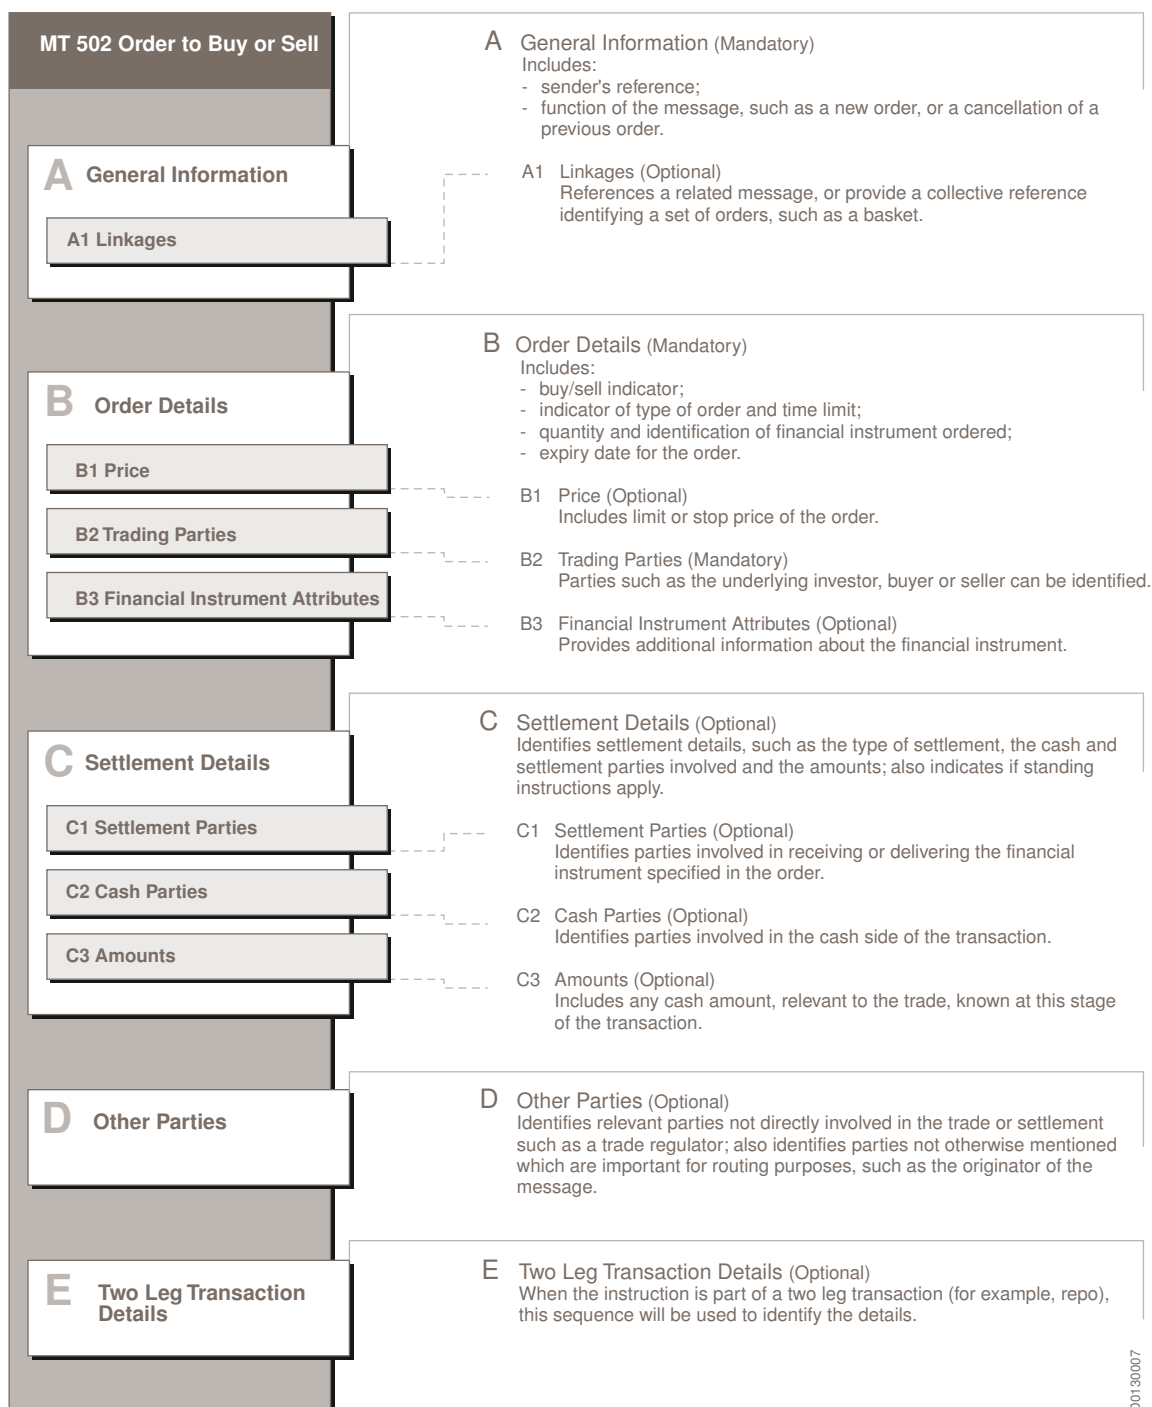 MT 502 Order to Buy or Sell
A General Information
A1 Linkages
A General Information (Mandatory)
Includes:
- sender's reference;
- function of the message, such as a new order, or a cancellation of a
previous order.
A1 Linkages (Optional)
References a related message, or provide a collective reference
identifying a set of orders, such as a basket.
B Order Details
B1 Price
B2 Trading Parties
B3 Financial Instrument Attributes
B Order Details (Mandatory)
Includes:
- buy/sell indicator;
- indicator of type of order and time limit;
- quantity and identification of financial instrument ordered;
- expiry date for the order.
B1 Price (Optional)
Includes limit or stop price of the order.
B2 Trading Parties (Mandatory)
Parties such as the underlying investor, buyer or seller can be identified.
B3 Financial Instrument Attributes (Optional)
Provides additional information about the financial instrument.
C Settlement Details
C1 Settlement Parties
C2 Cash Parties
C3 Amounts
C Settlement Details (Optional)
Identifies settlement details, such as the type of settlement, the cash and
settlement parties involved and the amounts; also indicates if standing
instructions apply.
C1 Settlement Parties (Optional)
Identifies parties involved in receiving or delivering the financial
instrument specified in the order.
C2 Cash Parties (Optional)
Identifies parties involved in the cash side of the transaction.
C3 Amounts (Optional)
Includes any cash amount, relevant to the trade, known at this stage
of the transaction.
D Other Parties
D Other Parties (Optional)
Identifies relevant parties not directly involved in the trade or settlement
such as a trade regulator; also identifies parties not otherwise mentioned
which are important for routing purposes, such as the originator of the
message.
E Two Leg Transaction
Details
E Two Leg Transaction Details (Optional)
When the instruction is part of a two leg transaction (for example, repo),
this sequence will be used to identify the details.